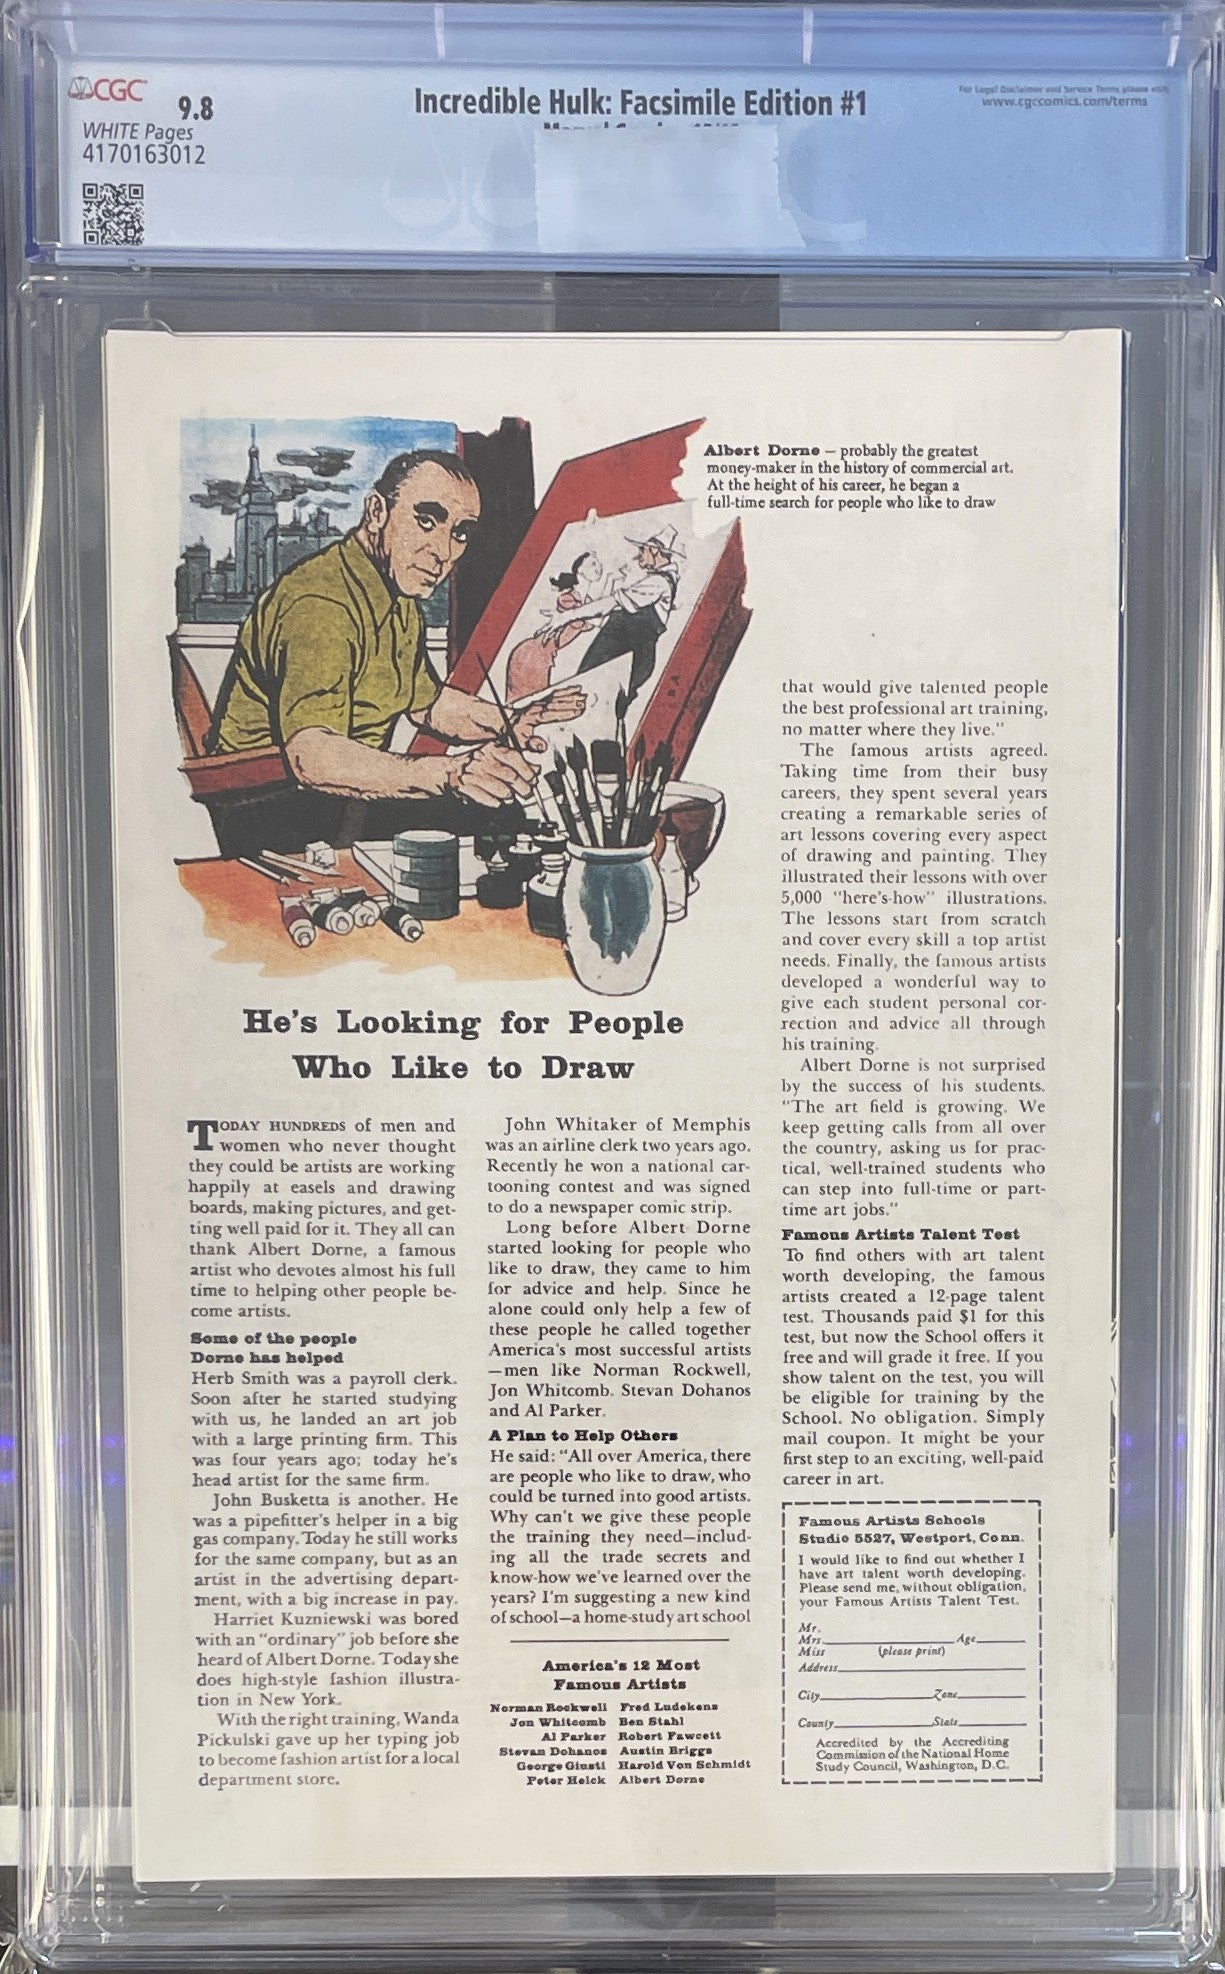 CGC
9.8
WHITE Pages
4170163012
Incredible Hulk: Facsimile Edition #1
For Legal Disclaimer and Service Terms please visit:
www.cgccomics.com/terms
Albert Dorne – probably the greatest
money-maker in the history of commercial art.
At the height of his career, he began a
full-time search for people who like to draw
He's Looking for People
Who Like to Draw
TODAY HUNDREDS of men and
women who never thought
they could be artists are working
happily at easels and drawing
boards, making pictures, and get-
ting well paid for it. They all can
thank Albert Dorne, a famous
artist who devotes almost his full
time to helping other people be-
come artists.
Some of the people
Dorne has helped
Herb Smith was a payroll clerk.
Soon after he started studying
with us, he landed an art job
with a large printing firm. This
was four years ago; today he's
head artist for the same firm.
John Busketta is another. He
was a pipefitter's helper in a big
gas company. Today he still works
for the same company, but as an
artist in the advertising depart-
ment, with a big increase in pay.
Harriet Kuzniewski was bored
with an "ordinary" job before she
heard of Albert Dorne. Today she
does high-style fashion illustra-
tion in New York.
With the right training, Wanda
Pickulski gave up her typing job
to become fashion artist for a local
department store.
John Whitaker of Memphis
was an airline clerk two years ago.
Recently he won a national car-
tooning contest and was signed
to do a newspaper comic strip.
Long before Albert Dorne
started looking for people who
like to draw, they came to him
for advice and help. Since he
alone could only help a few of
these people he called together
America's most successful artists
—men like Norman Rockwell,
Jon Whitcomb, Stevan Dohanos
and Al Parker.
A Plan to Help Others
He said: "All over America, there
are people who like to draw, who
could be turned into good artists.
Why can't we give these people
the training they need—includ-
ing all the trade secrets and
know-how we've learned over the
years? I'm suggesting a new kind
of school—a home-study art school
America's 12 Most
Famous Artists
Norman Rockwell Fred Ludekens
Jon Whitcomb Ben Stahl
Al Parker Robert Fawcett
Stevan Dohanos Austin Briggs
George Giusti Harold Von Schmidt
Peter Helck Albert Dorne
that would give talented people
the best professional art training,
no matter where they live."
The famous artists agreed.
Taking time from their busy
careers, they spent several years
creating a remarkable series of
art lessons covering every aspect
of drawing and painting. They
illustrated their lessons with over
5,000 "here's-how" illustrations.
The lessons start from scratch
and cover every skill a top artist
needs. Finally, the famous artists
developed a wonderful way to
give each student personal cor-
rection and advice all through
his training.
Albert Dorne is not surprised
by the success of his students.
"The art field is growing. We
keep getting calls from all over
the country, asking us for prac-
tical, well-trained students who
can step into full-time or part-
time art jobs."
Famous Artists Talent Test
To find others with art talent
worth developing, the famous
artists created a 12-page talent
test. Thousands paid $1 for this
test, but now the School offers it
free and will grade it free. If you
show talent on the test, you will
be eligible for training by the
School. No obligation. Simply
mail coupon. It might be your
first step to an exciting, well-paid
career in art.
Famous Artists Schools
Studio 5527, Westport, Conn.
I would like to find out whether I
have art talent worth developing.
Please send me, without obligation,
your Famous Artists Talent Test.
Mr.
Mrs. Age
Miss (please print)
Address
City Zone
County State
Accredited by the Accrediting
Commission of the National Home
Study Council, Washington, D.C.